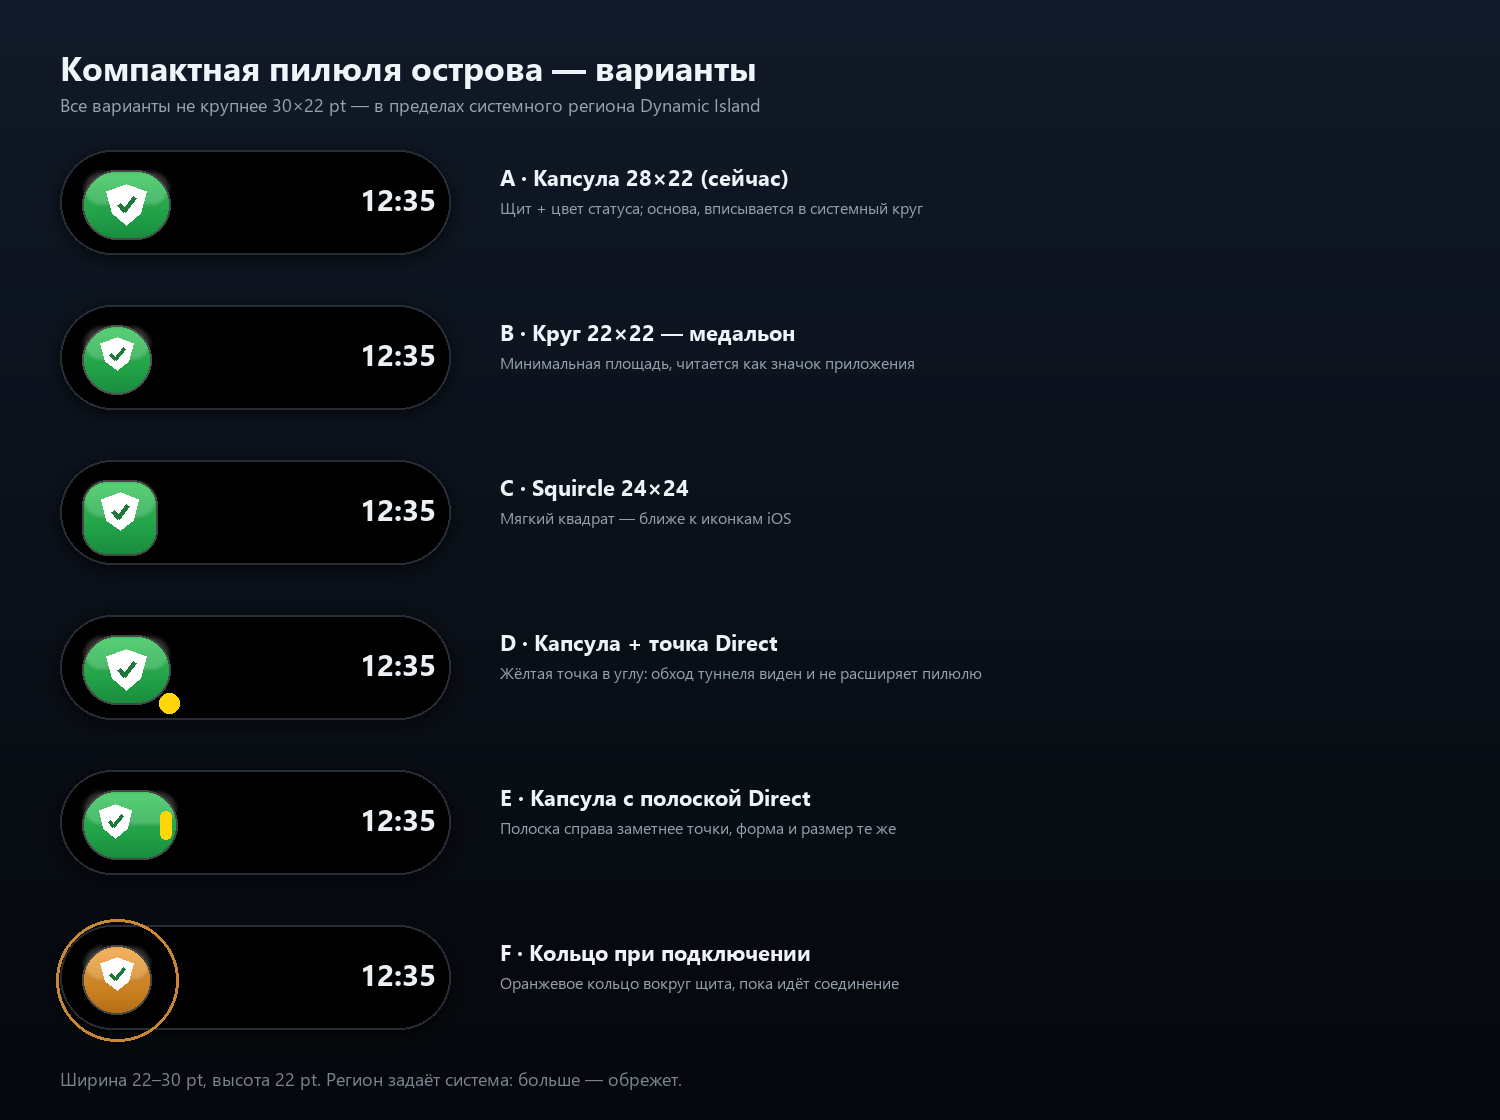 Компактная пилюля острова — варианты
Все варианты не крупнее 30×22 pt — в пределах системного региона Dynamic Island
12:35
A · Капсула 28×22 (сейчас)
Щит + цвет статуса; основа, вписывается в системный круг
12:35
B · Круг 22×22 — медальон
Минимальная площадь, читается как значок приложения
12:35
C · Squircle 24×24
Мягкий квадрат — ближе к иконкам iOS
12:35
D · Капсула + точка Direct
Жёлтая точка в углу: обход туннеля виден и не расширяет пилюлю
12:35
E · Капсула с полоской Direct
Полоска справа заметнее точки, форма и размер те же
12:35
F · Кольцо при подключении
Оранжевое кольцо вокруг щита, пока идёт соединение
Ширина 22–30 pt, высота 22 pt. Регион задаёт система: больше — обрежет.